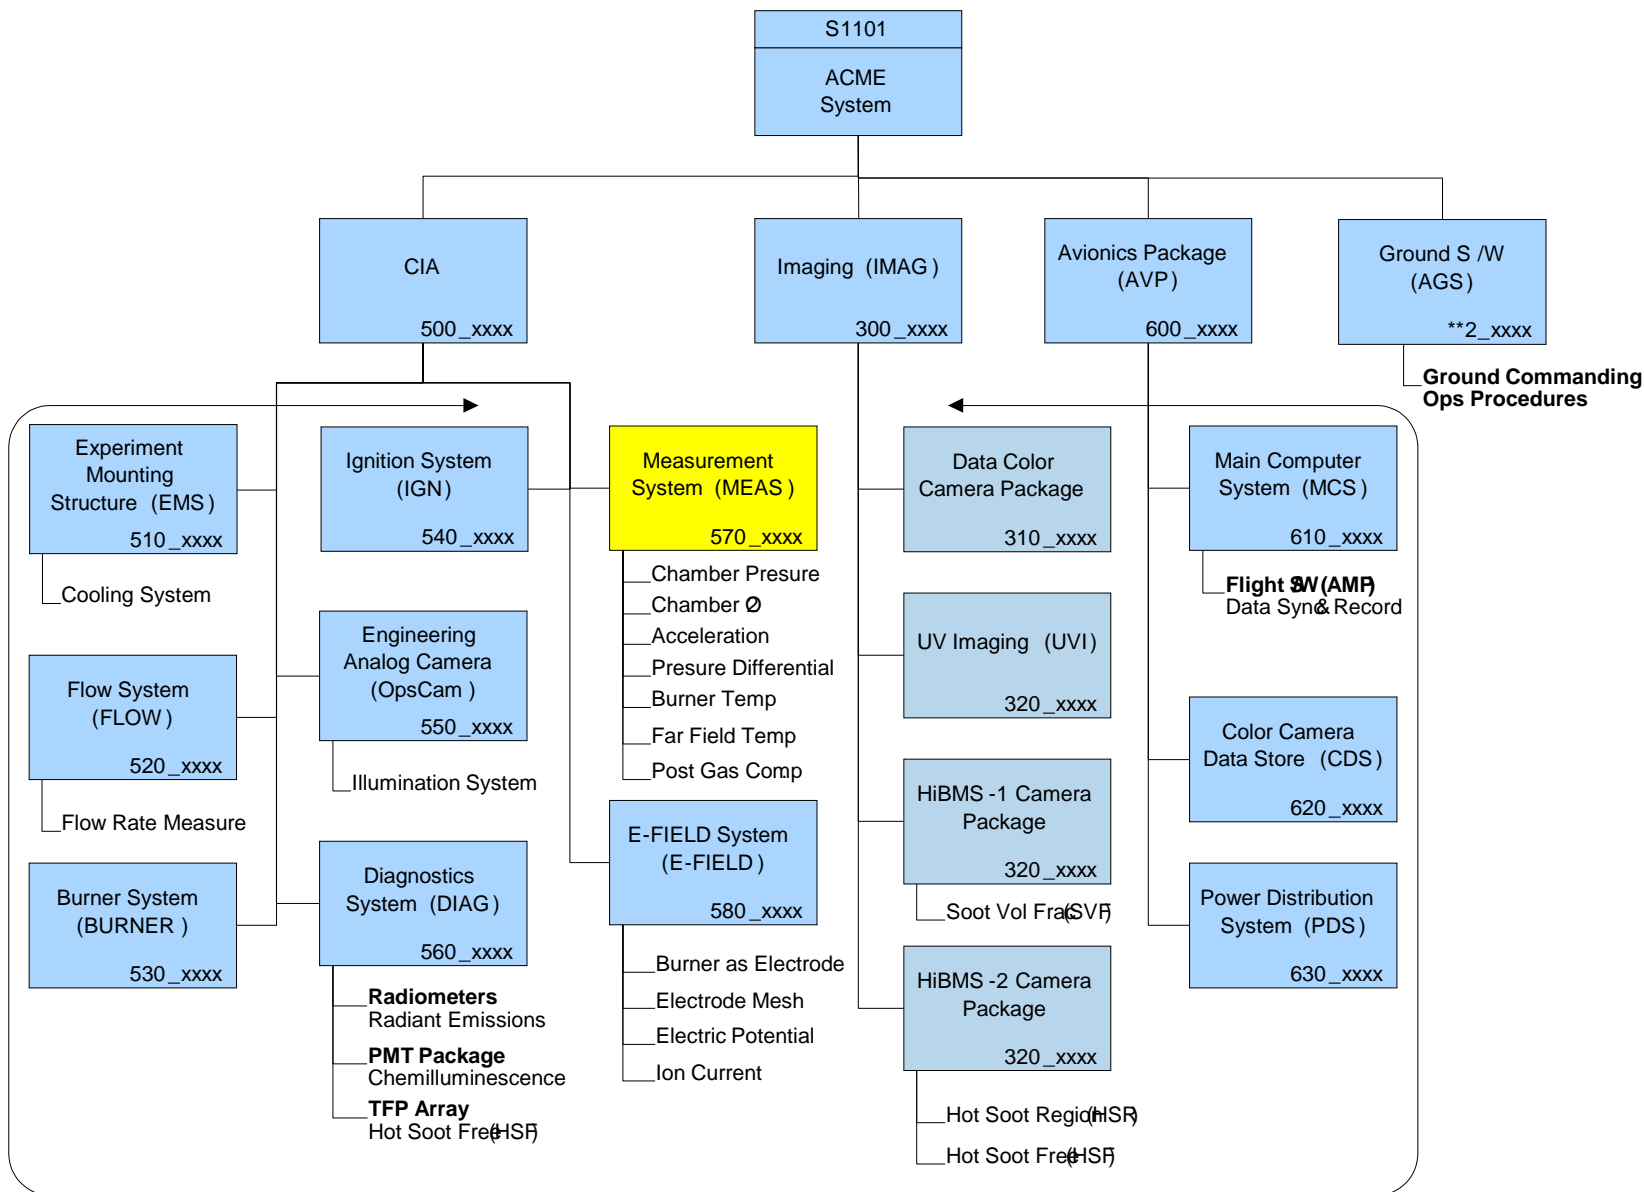 S1101
ACME
System
CIA
500_xxxx
Imaging (IMAG)
300_xxxx
Avionics Package
(AVP)
600_xxxx
Ground S/W
(AGS)
**2_xxxx
Ground Commanding
Ops Procedures
Experiment
Mounting
Structure (EMS)
510_xxxx
Cooling System
Flow System
(FLOW)
520_xxxx
Flow Rate Measure
Burner System
(BURNER)
530_xxxx
Ignition System
(IGN)
540_xxxx
Engineering
Analog Camera
(OpsCam)
550_xxxx
Illumination System
Diagnostics
System (DIAG)
560_xxxx
Radiometers
Radiant Emissions
PMT Package
Chemilluminescence
TFP Array
Hot Soot Free (HSF)
Measurement
System (MEAS)
570_xxxx
Chamber Presure
Chamber O2
Acceleration
Presure Differential
Burner Temp
Far Field Temp
Post Gas Comp.
E-FIELD System
(E-FIELD)
580_xxxx
Burner as Electrode
Electrode Mesh
Electric Potential
Ion Current
Data Color
Camera Package
310_xxxx
UV Imaging (UVI)
320_xxxx
HiBMS-1 Camera
Package
320_xxxx
Soot Vol Frac (SVF)
HiBMS-2 Camera
Package
320_xxxx
Hot Soot Region (HSR)
Hot Soot Free (HSF)
Main Computer
System (MCS)
610_xxxx
Flight S/W (AMP)
Data Sync & Record
Color Camera
Data Store (CDS)
620_xxxx
Power Distribution
System (PDS)
630_xxxx